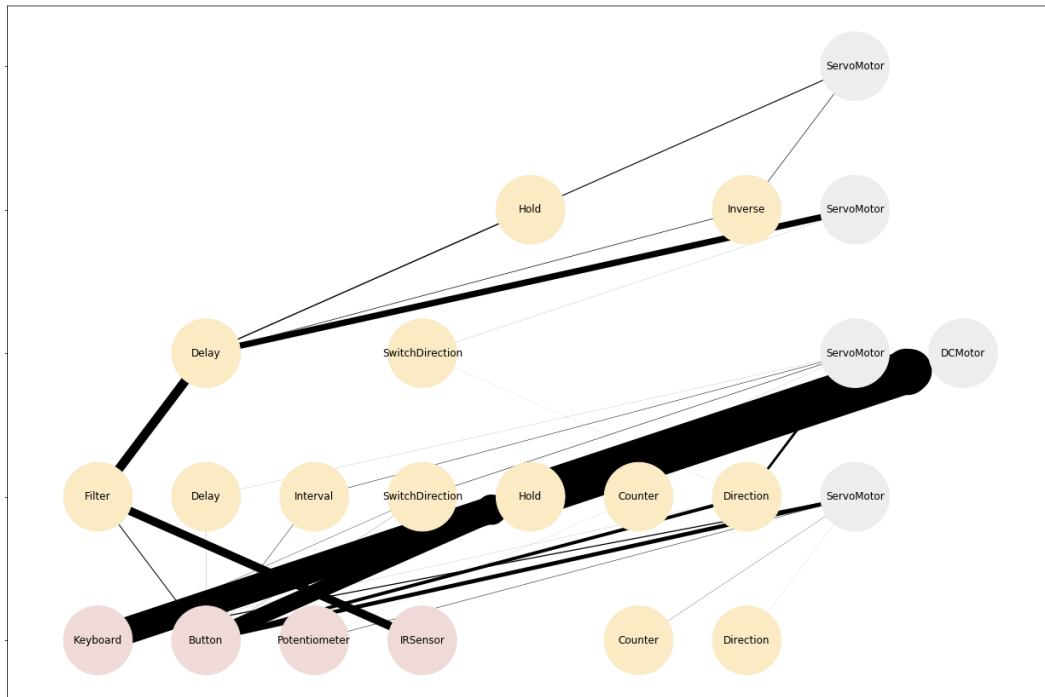 ServoMotor
Hold
Inverse
ServoMotor
Delay
SwitchDirection
ServoMotor
DCMotor
Filter
Delay
Interval
SwitchDirection
Hold
Counter
Direction
ServoMotor
Keyboard
Button
Potentiometer
IRSensor
Counter
Direction